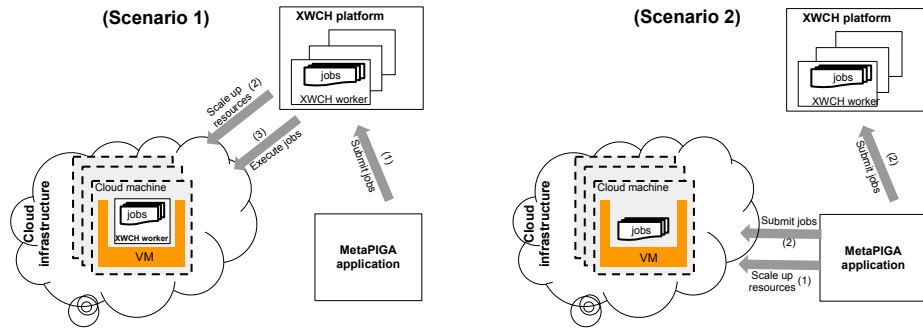 (Scenario 1)
XWCH platform
jobs
XWCH worker
Scale up
resources
(2)
(3)
Execute jobs
(1)
Submit jobs
Cloud
infrastructure
Cloud machine
jobs
XWCH worker
VM
MetaPIGA
application
(Scenario 2)
XWCH platform
jobs
XWCH worker
(2)
Submit jobs
Cloud
infrastructure
Cloud machine
jobs
VM
Submit jobs
(2)
Scale up
resources
(1)
MetaPIGA
application